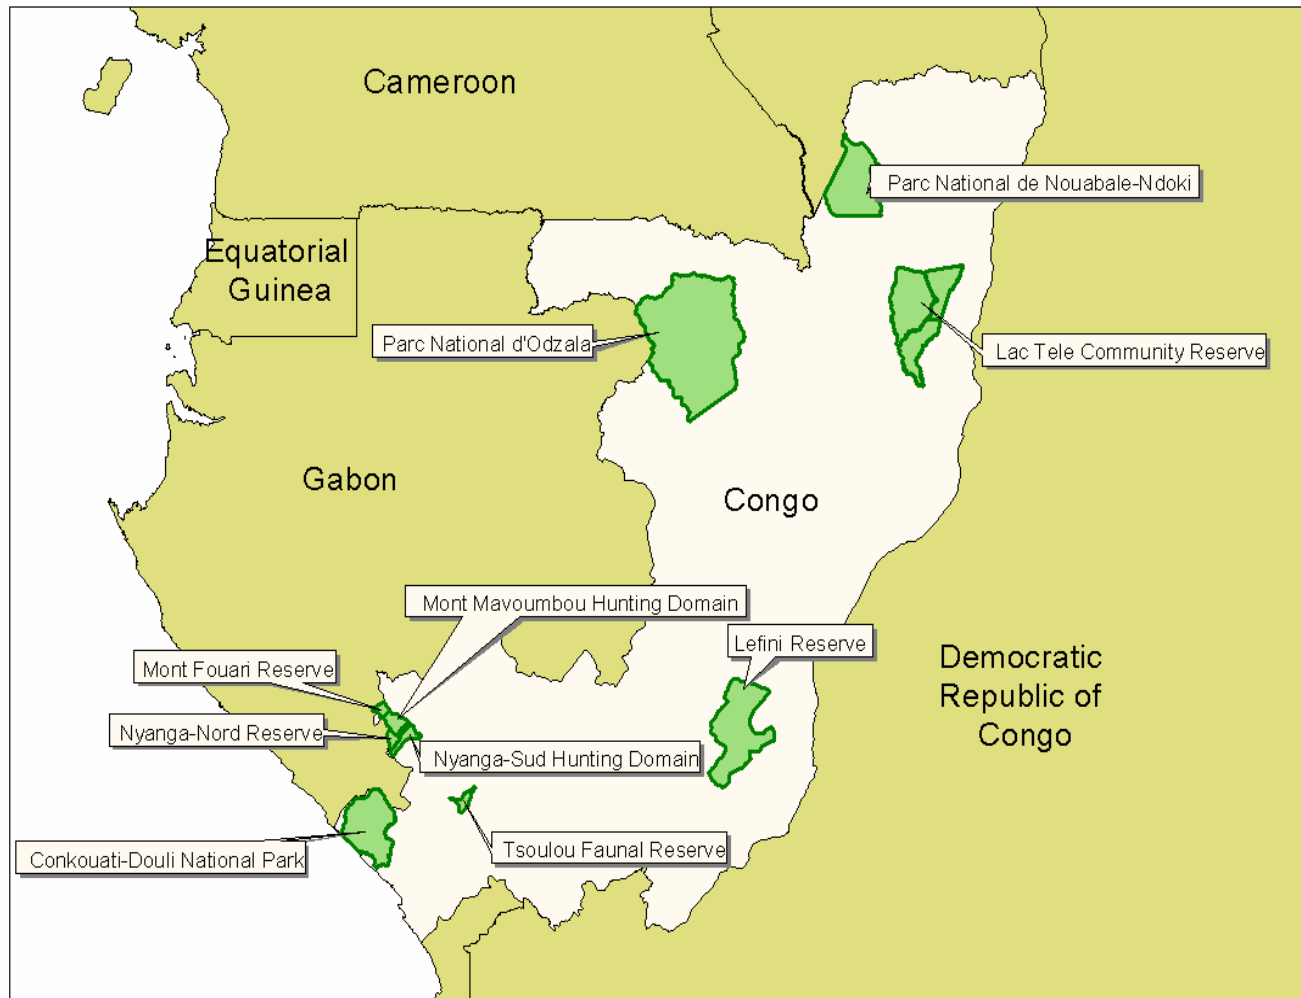 Cameroon
Parc National de Nouabale-Ndoki
Equatorial
Guinea
Parc National d'Odzala
Lac Tele Community Reserve
Gabon
Congo
Mont Mavoumbou Hunting Domain
Lefini Reserve
Mont Fouari Reserve
Democratic
Republic of
Congo
Nyanga-Nord Reserve
Nyanga-Sud Hunting Domain
Tsoulou Faunal Reserve
Conkouati-Douli National Park